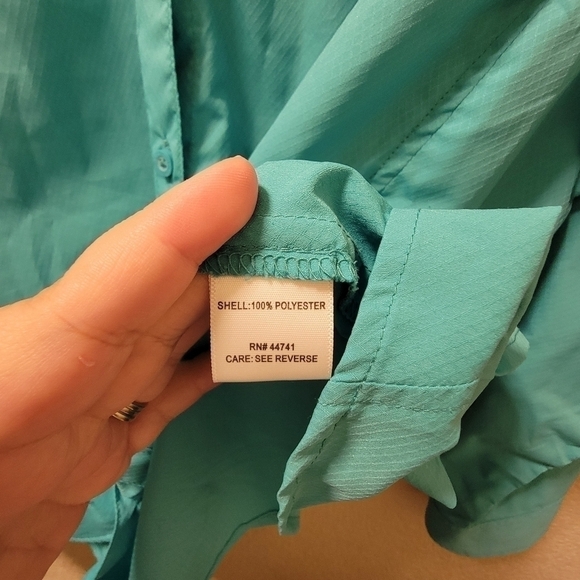 SHELL:100% POLYESTER
RN# 44741
CARE: SEE REVERSE